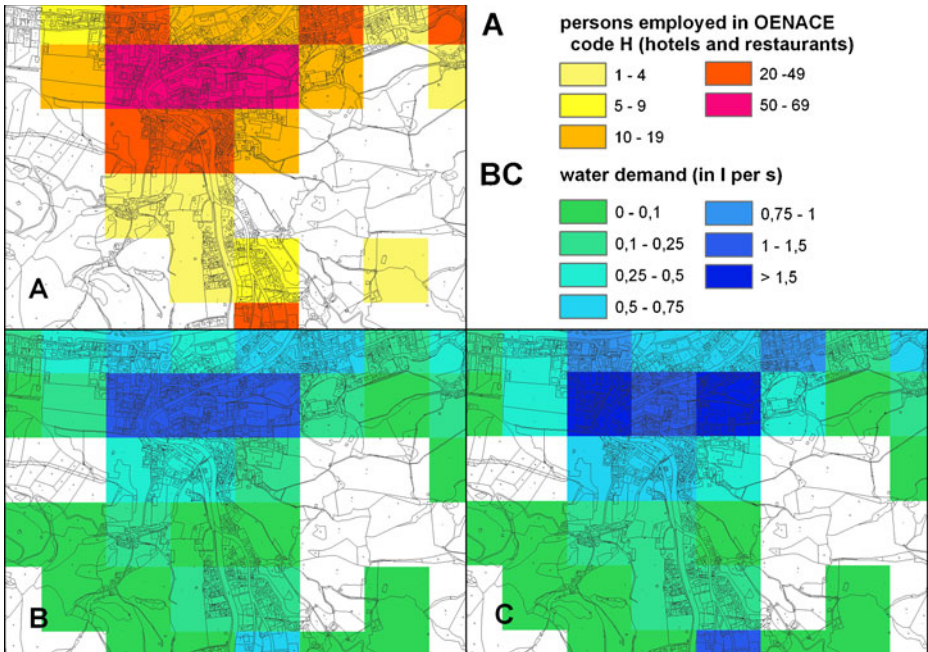 A
persons employed in OENACE
code H (hotels and restaurants)
1 - 4
20 -49
5 - 9
50 - 69
10 - 19
BC
water demand (in l per s)
0 - 0,1
0,75 - 1
0,1 - 0,25
1 - 1,5
0,25 - 0,5
> 1,5
0,5 - 0,75
A
B
C